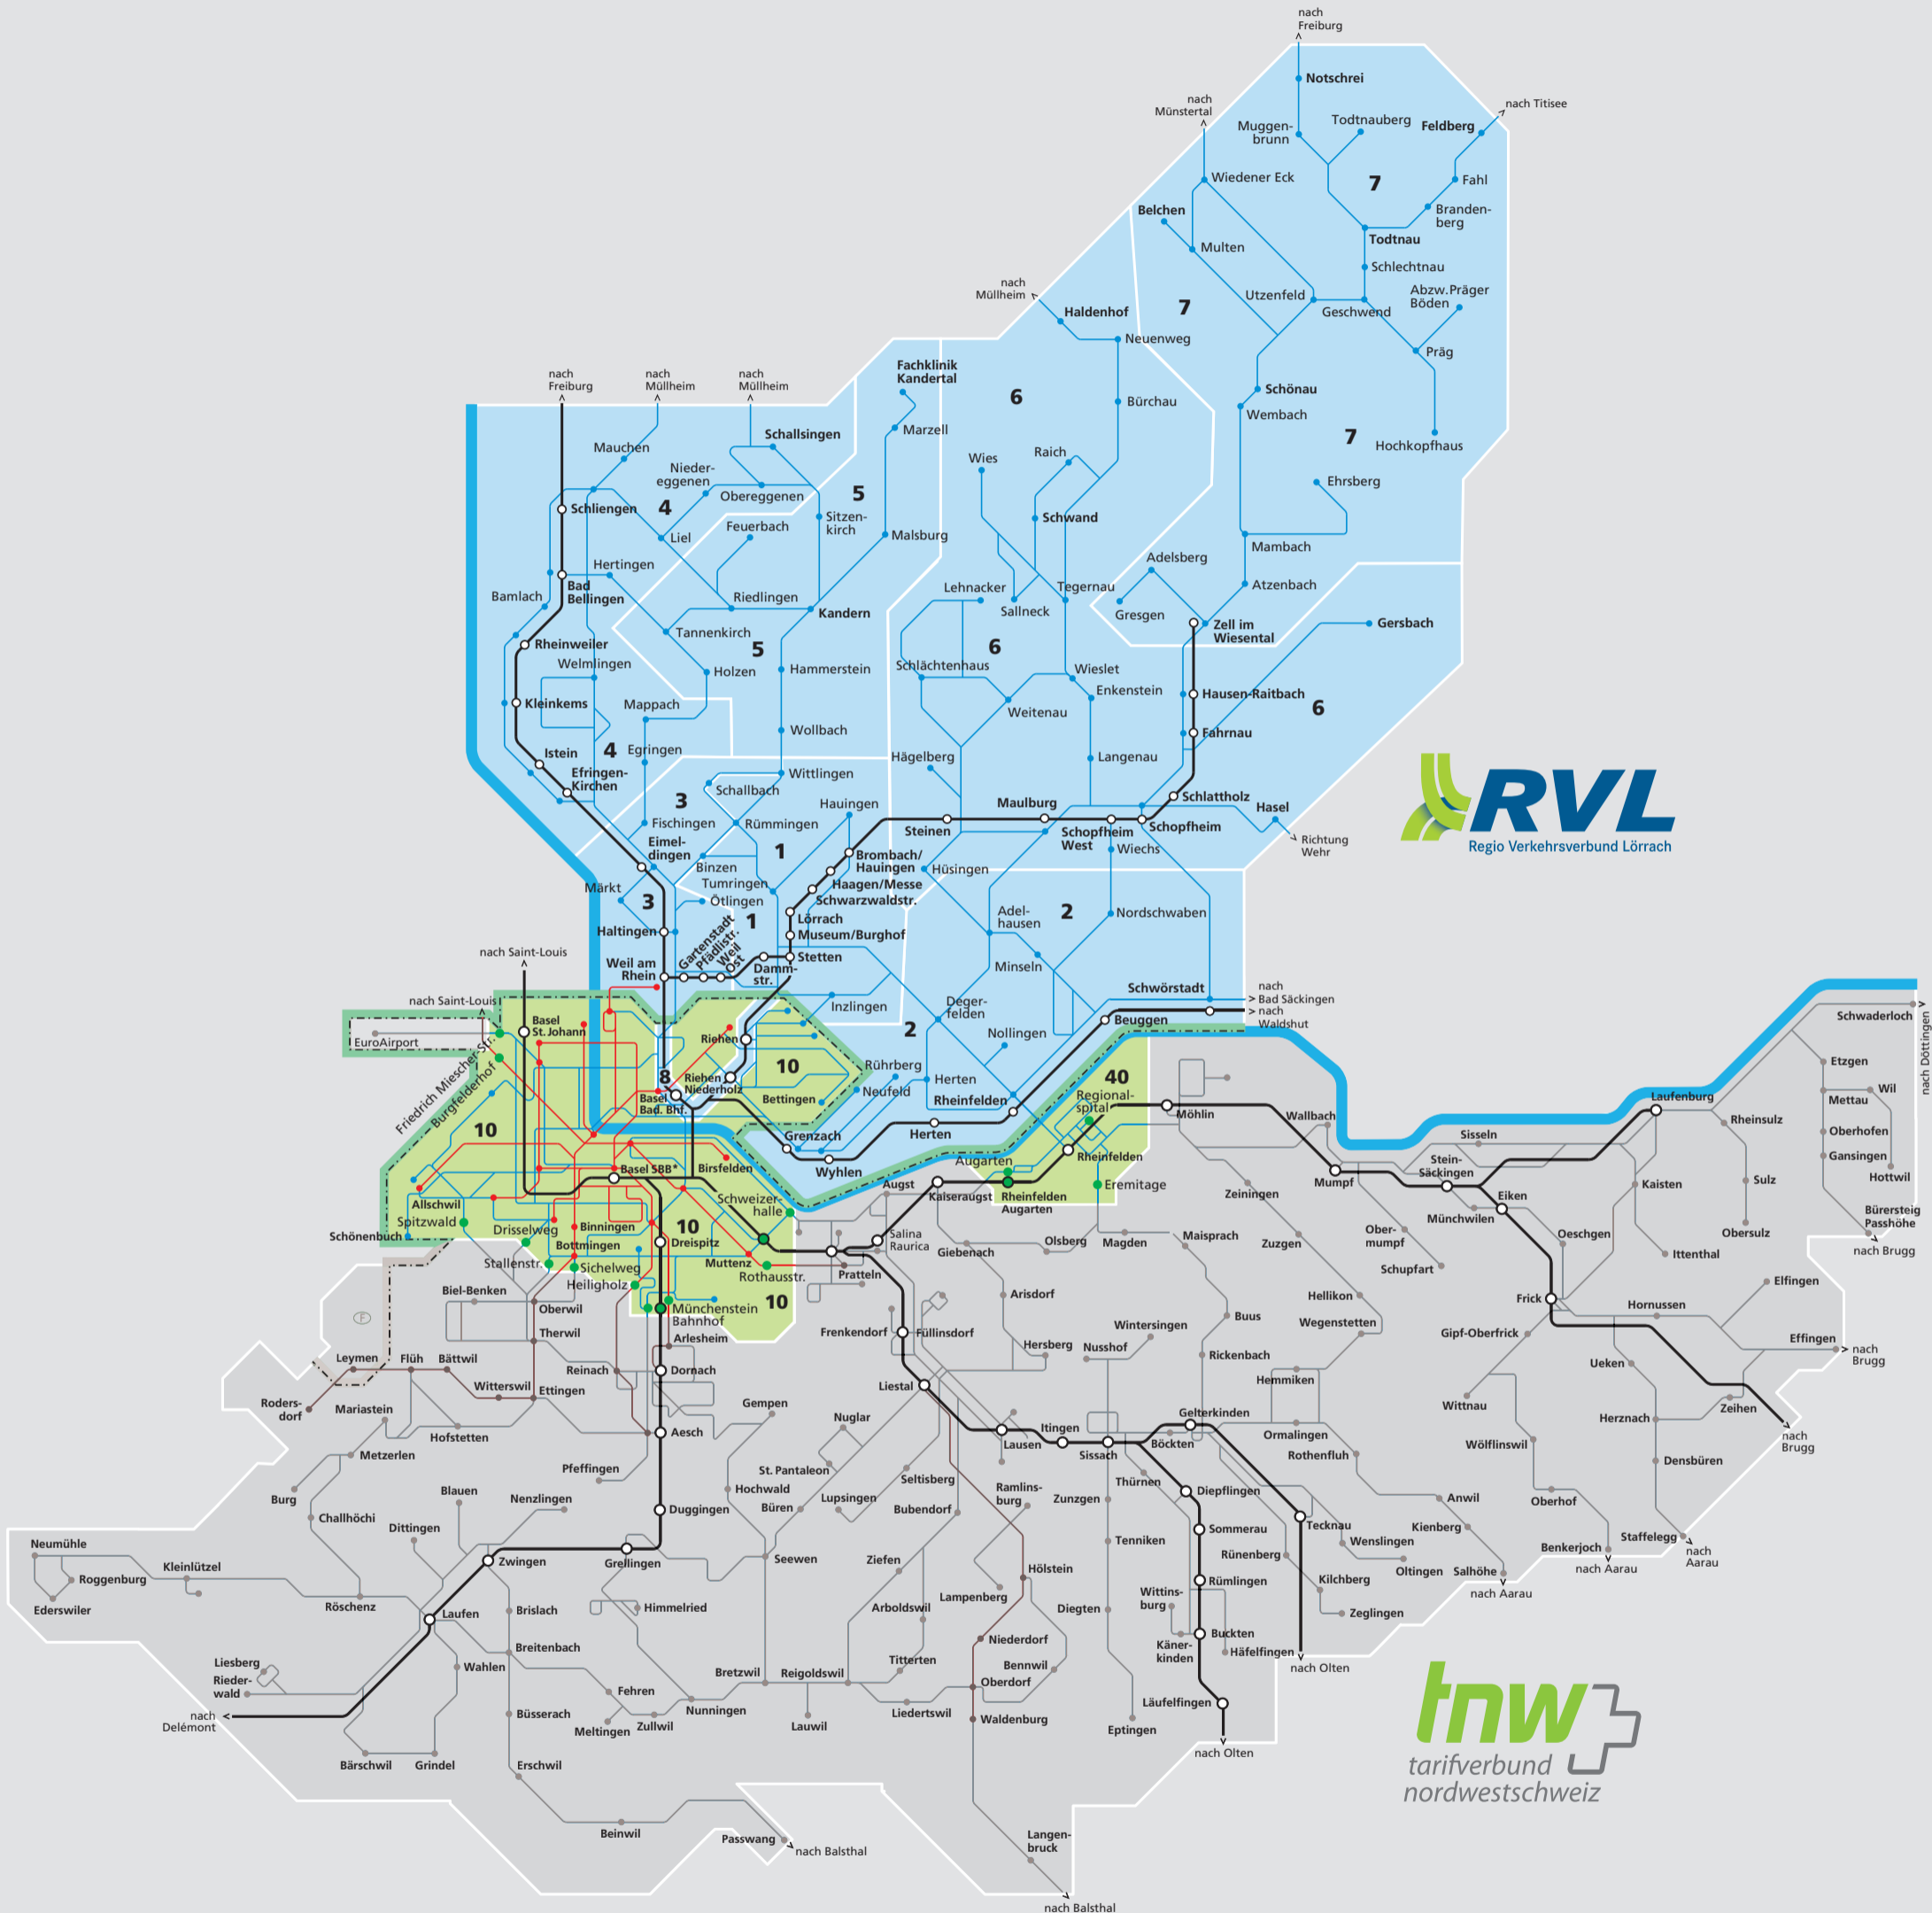 nach
Freiburg
Notschrei
nach
Münstertal
nach Titisee
Muggen-
brunn
Todtnauberg
Feldberg
Wiedener Eck
7
Fahl
Belchen
Branden-
berg
Todtnau
Multen
Schlechtnau
nach
Müllheim
Utzenfeld
Abzw.Präger
Böden
Haldenhof
7
Geschwend
Neuenweg
Präg
nach
Freiburg
nach
Müllheim
nach
Müllheim
Fachklinik
Kandertal
6
Schönau
Bürchau
Wembach
Marzell
7
Hochkopfhaus
Mauchen
Schallsingen
Wies
Raich
Nieder-
eggenen
Obereggenen
Ehrsberg
Schliengen
4
5
Sitzen-
kirch
Schwand
Feuerbach
Liel
Malsburg
Mambach
Adelsberg
Hertingen
Bad
Bellingen
Bamlach
Riedlingen
Kandern
Lehnacker
Sallneck
Tegernau
Atzenbach
Gresgen
Tannenkirch
Zell im
Wiesental
Gersbach
Rheinweiler
5
6
Welmlingen
Holzen
Hammerstein
Schlächtenhaus
Wieslet
Enkenstein
Hausen-Raitbach
6
Kleinkems
Mappach
Weitenau
Wollbach
Fahrnau
4
Istein
Egringen
Hägelberg
Langenau
Efringen-
Kirchen
Wittlingen
Schallbach
3
Hauingen
Maulburg
Schlattholz
Hasel
Fischingen
Rümmingen
Steinen
Schopfheim
West
Schopfheim
Richtung
Wehr
RVL
Regio Verkehrsverbund Lörrach
Eimel-
dingen
1
Binzen
Brombach/
Hauingen
Wiechs
Hüsingen
Tumringen
Haagen/Messe
Märkt
Schwarzwaldstr.
3
Ötlingen
1
Lörrach
Adel-
hausen
2
Nordschwaben
Haltingen
Museum/Burghof
Gartenstadt
Pfädlistr.
Weil
Ost
nach Saint-Louis
Weil am
Rhein
Damm-
str.
Stetten
Minseln
Schwörstadt
nach
Bad Säckingen
nach
Waldshut
nach Saint-Louis
Inzlingen
Deger-
felden
2
Beuggen
Nollingen
EuroAirport
Basel
St. Johann
Friedrich Miescher-Str.
Burgfelderhof
Riehen
8
Riehen
Niederholz
10
Rührberg
Neufeld
Herten
Basel
Bad. Bhf.
Bettingen
Rheinfelden
40
Regional-
spital
Möhlin
Wallbach
Laufenburg
Schwaderloch
nach Döttingen
Etzgen
Wil
Mettau
Rheinsulz
10
Grenzach
Herten
Wyhlen
Rheinfelden
Oberhofen
Sisseln
Gansingen
Stein-
Säckingen
Hottwil
Basel SBB*
Birsfelden
Augarten
Mumpf
Eiken
Kaisten
Sulz
Allschwil
Schweizer-
halle
Augst
Kaiseraugst
Rheinfelden
Augarten
Eremitage
Zeiningen
Münchwilen
Spitzwald
Schönenbuch
Drisselweg
Binningen
10
Dreispitz
Salina
Raurica
Giebenach
Olsberg
Magden
Maisprach
Zuzgen
Ober-
mumpf
Oeschgen
Obersulz
Bürersteig
Passhöhe
nach Brugg
Bottmingen
Muttenz
Ittenthal
Stallenstr.
Sichelweg
Rothausstr.
Pratteln
Schupfart
Heiligholz
Biel-Benken
Oberwil
Münchenstein
Bahnhof
10
Arisdorf
Buus
Hellikon
Frick
Hornussen
Elfingen
F
Therwil
Arlesheim
Frenkendorf
Füllinsdorf
Wintersingen
Wegenstetten
Gipf-Oberfrick
Effingen
nach
Brugg
Leymen
Flüh
Bättwil
Reinach
Dornach
Hersberg
Nusshof
Rickenbach
Ueken
Hemmiken
Witterswil
Ettingen
Liestal
Roders-
dorf
Mariastein
Gempen
Nuglar
Itingen
Gelterkinden
Wittnau
Herznach
Zeihen
Hofstetten
Aesch
Lausen
Sissach
Böckten
Ormalingen
nach
Brugg
Metzerlen
Pfeffingen
St. Pantaleon
Seltisberg
Thürnen
Rothenfluh
Wölflinswil
Densbüren
Burg
Blauen
Nenzlingen
Hochwald
Büren
Lupsingen
Bubendorf
Ramlins-
burg
Zunzgen
Diepflingen
Anwil
Oberhof
Challhöchi
Duggingen
Dittingen
Sommerau
Tecknau
Kienberg
Staffelegg
Neumühle
Tenniken
Wenslingen
Benkerjoch
nach
Aarau
Kleinlützel
Zwingen
Grellingen
Seewen
Ziefen
Hölstein
Rünenberg
Oltingen
Salhöhe
nach Aarau
nach Aarau
Roggenburg
Ederswiler
Röschenz
Laufen
Brislach
Himmelried
Arboldswil
Lampenberg
Diegten
Wittins-
burg
Rümlingen
Kilchberg
Zeglingen
Niederdorf
Buckten
Breitenbach
Käner-
kinden
Häfelfingen
nach Olten
Liesberg
Rieder-
wald
Wahlen
Bretzwil
Reigoldswil
Titterten
Bennwil
Oberdorf
Fehren
Nunningen
Läufelfingen
nach
Delémont
Büsserach
Meltingen
Zullwil
Lauwil
Liedertswil
Waldenburg
Eptingen
nach Olten
Bärschwil
Grindel
Erschwil
tnw
tarifverbund
nordwestschweiz
Beinwil
Passwang
nach Balsthal
Langen-
bruck
nach Balsthal